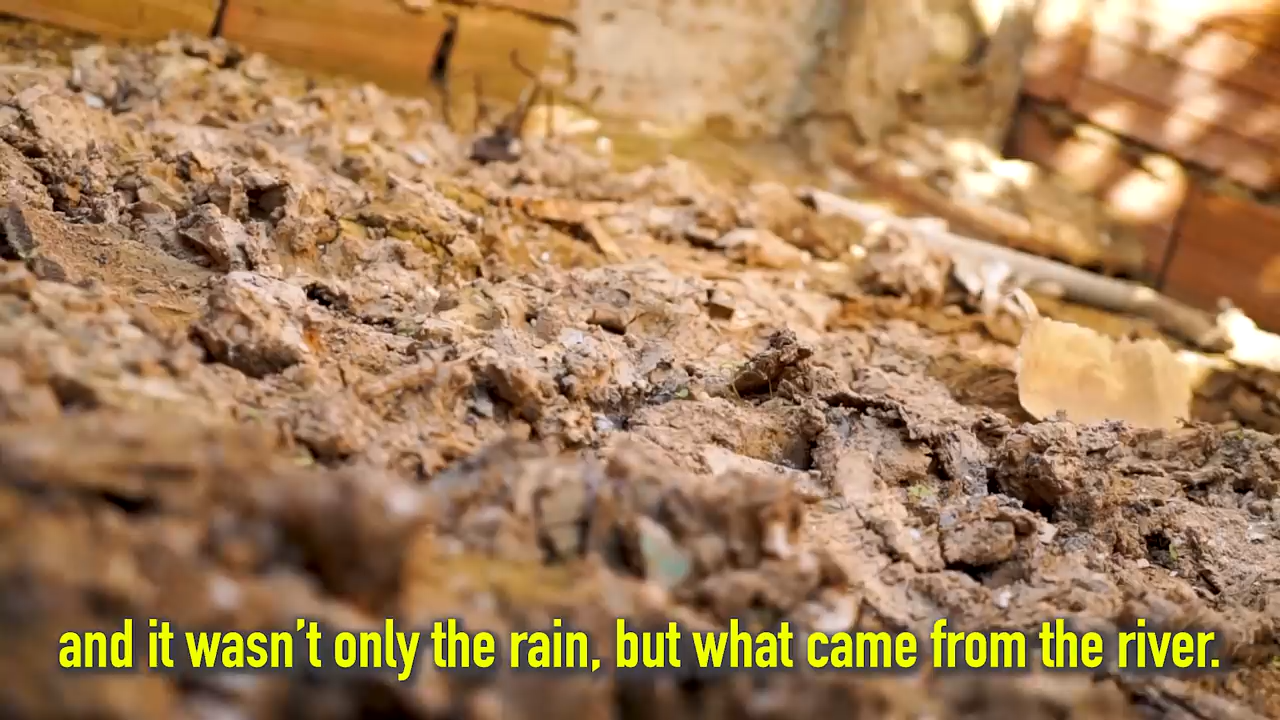 and it wasn’t only the rain, but what came from the river.